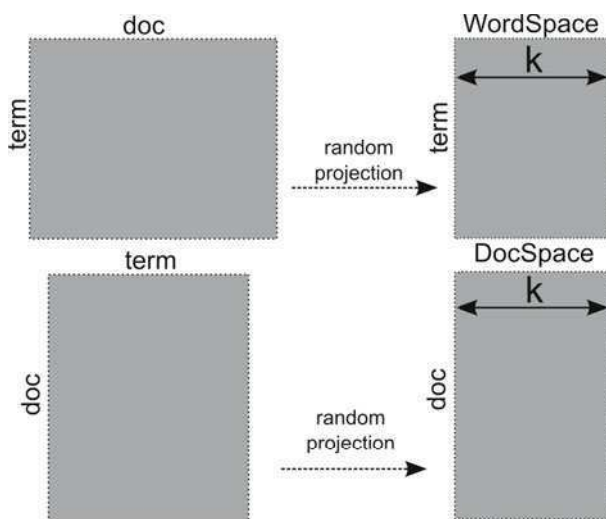 doc
term
random
projection
WordSpace
k
term
term
doc
random
projection
DocSpace
k
doc